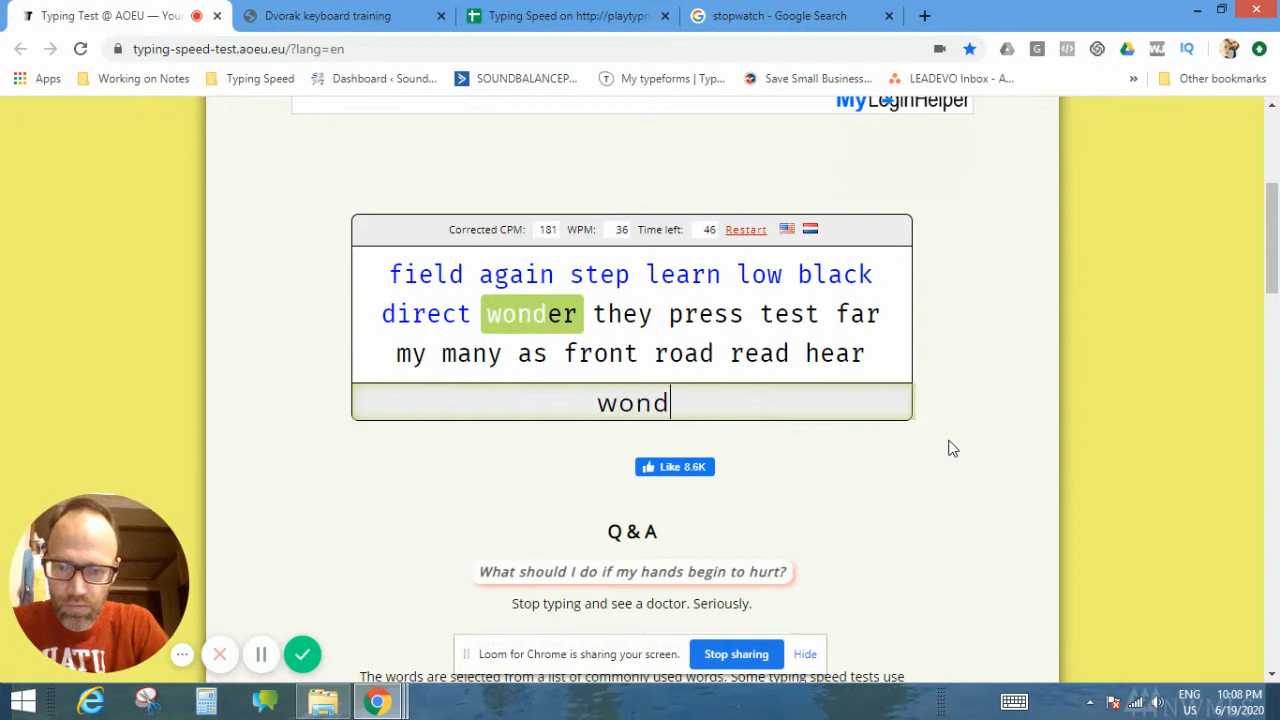 Typing Test @ AOEU — You
Dvorak keyboard training
Typing Speed on http://playtypr
stopwatch - Google Search
typing-speed-test.aoeu.eu/?lang=en
Apps
Working on Notes
Typing Speed
Dashboard ‹ Sound...
SOUNDBALANCEP...
My typeforms | Typ...
Save Small Business...
LEADEVO Inbox - A...
»
Other bookmarks
MyLoginHelper
Corrected CPM: 181 WPM: 36 Time left: 46 Restart
field again step learn low black
direct wonder they press test far
my many as front road read hear
wond
Like 8.6K
Q & A
What should I do if my hands begin to hurt?
Stop typing and see a doctor. Seriously.
Loom for Chrome is sharing your screen. Stop sharing Hide
The words are selected from a list of commonly used words. Some typing speed tests use
ENG 10:08 PM
US 6/19/2020